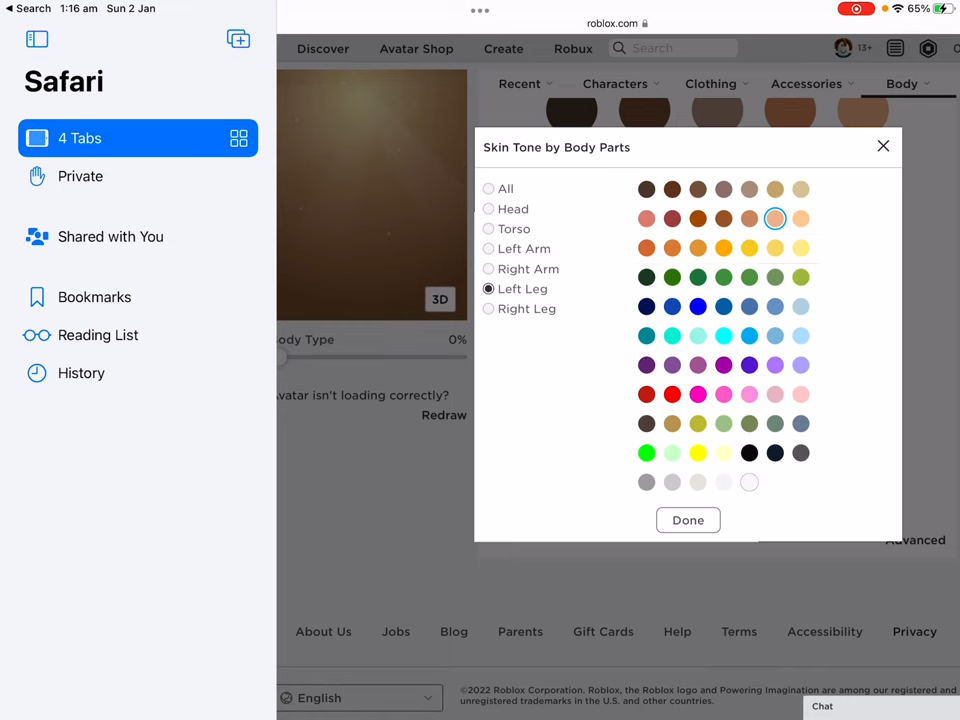 Search 1:16 am Sun 2 Jan
65%
roblox.com
Safari
4 Tabs
Private
Shared with You
Bookmarks
Reading List
History
Discover Avatar Shop Create Robux Search 13+
Recent Characters Clothing Accessories Body
Skin Tone by Body Parts
All
Head
Torso
Left Arm
Right Arm
Left Leg
Right Leg
Done
3D
ody Type 0%
vatar isn't loading correctly?
Redraw
Advanced
About Us Jobs Blog Parents Gift Cards Help Terms Accessibility Privacy
English
©2022 Roblox Corporation. Roblox, the Roblox logo and Powering Imagination are among our registered and
unregistered trademarks in the U.S. and other countries.
Chat